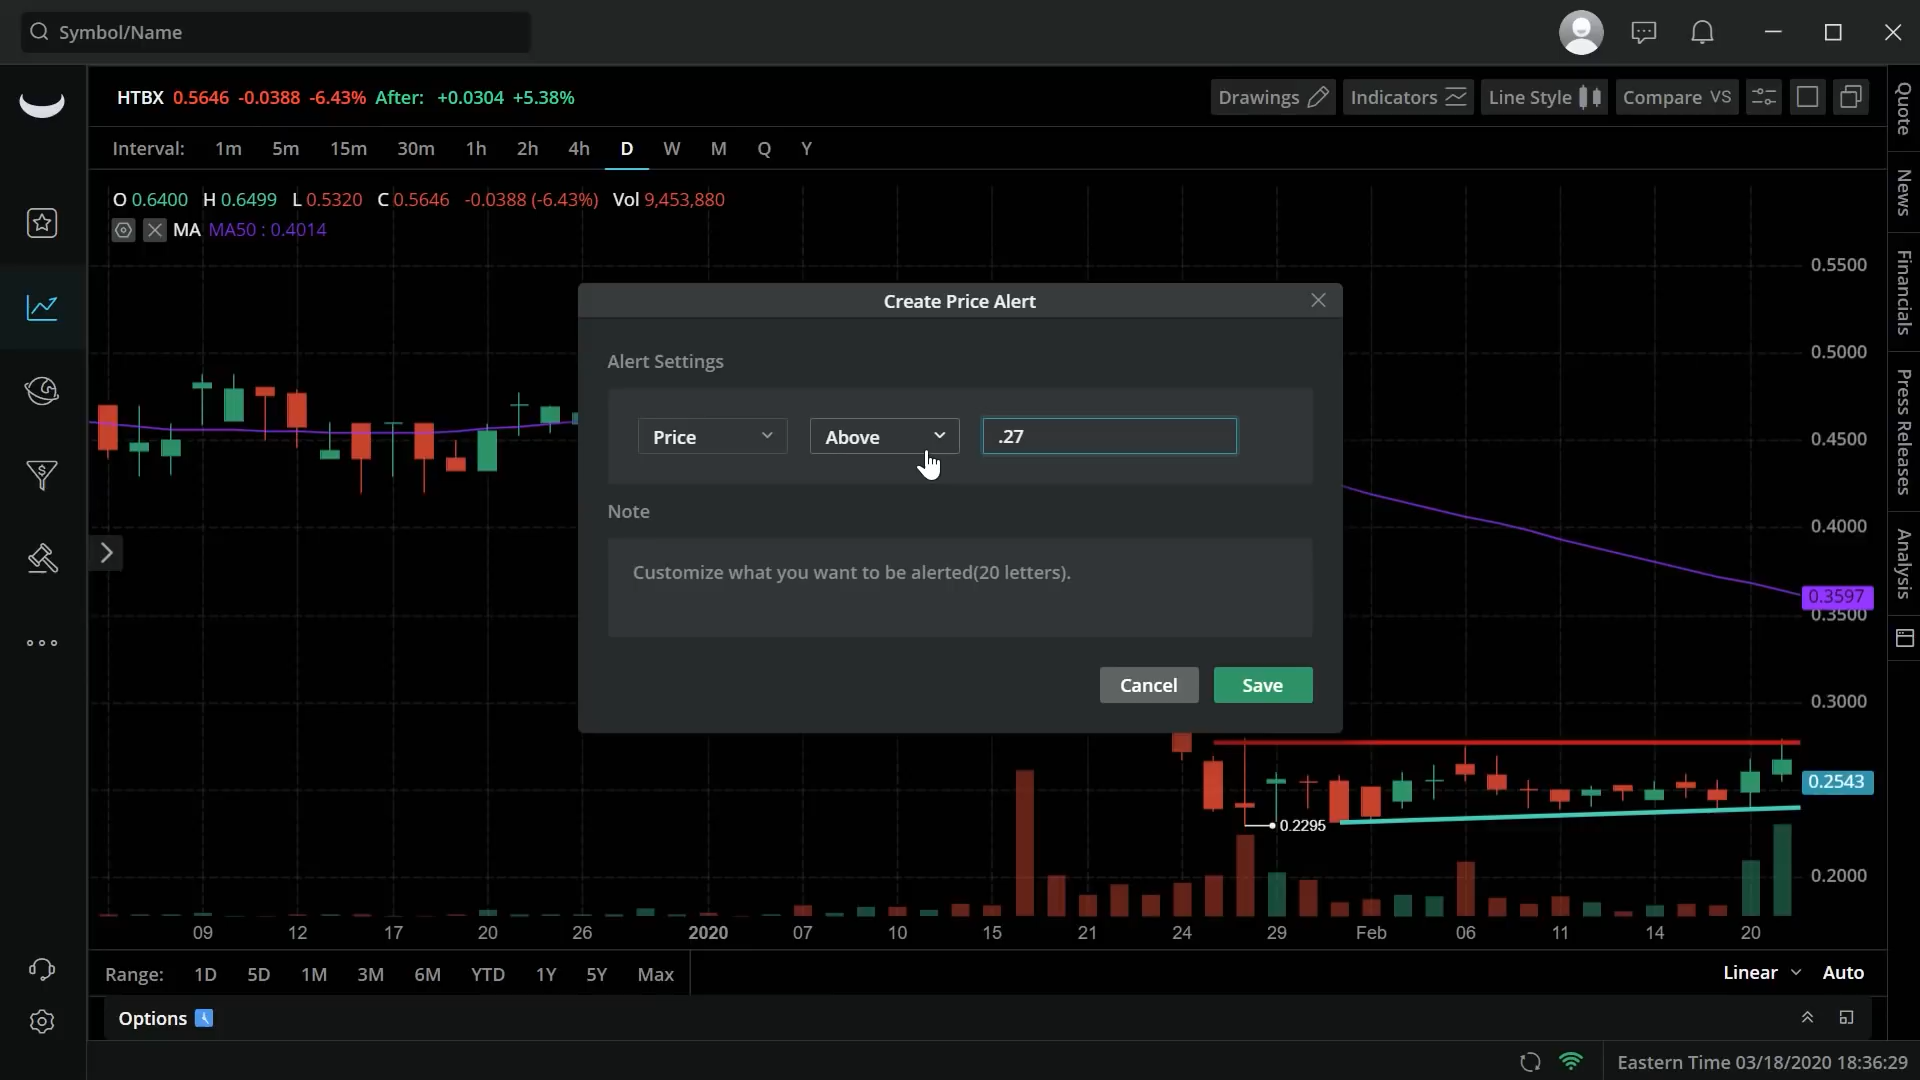 Symbol/Name
HTBX 0.5646 -0.0388 -6.43% After: +0.0304 +5.38%
Drawings Indicators Line Style Compare VS
Interval: 1m 5m 15m 30m 1h 2h 4h D W M Q Y
O 0.6400 H 0.6499 L 0.5320 C 0.5646 -0.0388 (-6.43%) Vol 9,453,880
MA MA50 : 0.4014
Create Price Alert
Alert Settings
Price Above .27
Note
Customize what you want to be alerted(20 letters).
Cancel Save
0.5500
0.5000
0.4500
0.4000
0.3597
0.3500
0.3000
0.2543
0.2295
0.2000
09 12 17 20 26 2020 07 10 15 21 24 29 Feb 06 11 14 20
Range: 1D 5D 1M 3M 6M YTD 1Y 5Y Max
Linear Auto
Options
Eastern Time 03/18/2020 18:36:29
Quote
News
Financials
Press Releases
Analysis